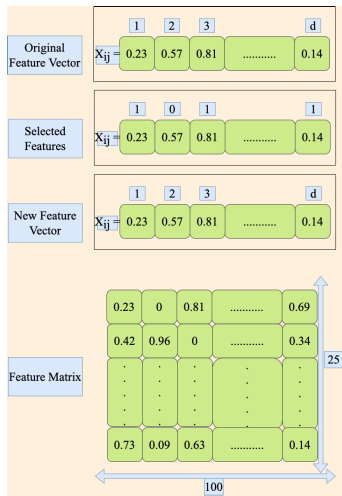 1 2 3 d
Original Feature Vector
X_ij = 0.23 0.57 0.81 ........... 0.14
1 0 1 1
Selected Features
X_ij = 0.23 0.57 0.81 ........... 0.14
1 2 3 d
New Feature Vector
X_ij = 0.23 0.57 0.81 ........... 0.14
Feature Matrix
0.23 0 0.81 ........... 0.69
0.42 0.96 0 ........... 0.34
. . . . .
. . . . .
. . . . .
. . . . .
0.73 0.09 0.63 ........... 0.14
25
100